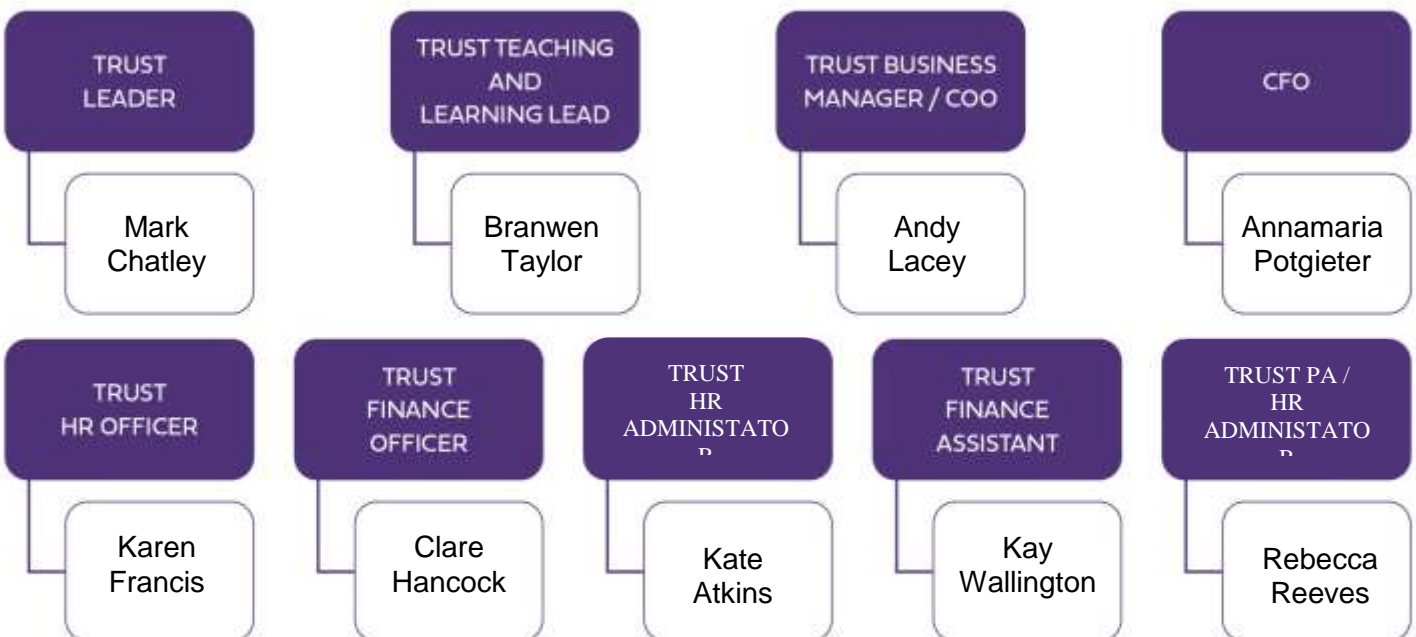 TRUST
LEADER
Mark
Chatley
TRUST TEACHING
AND
LEARNING LEAD
Branwen
Taylor
TRUST BUSINESS
MANAGER / COO
Andy
Lacey
CFO
Annamaria
Potgieter
TRUST
HR OFFICER
Karen
Francis
TRUST
FINANCE
OFFICER
Clare
Hancock
TRUST
HR
ADMINISTATO
R
Kate
Atkins
TRUST
FINANCE
ASSISTANT
Kay
Wallington
TRUST PA /
HR
ADMINISTATO
R
Rebecca
Reeves